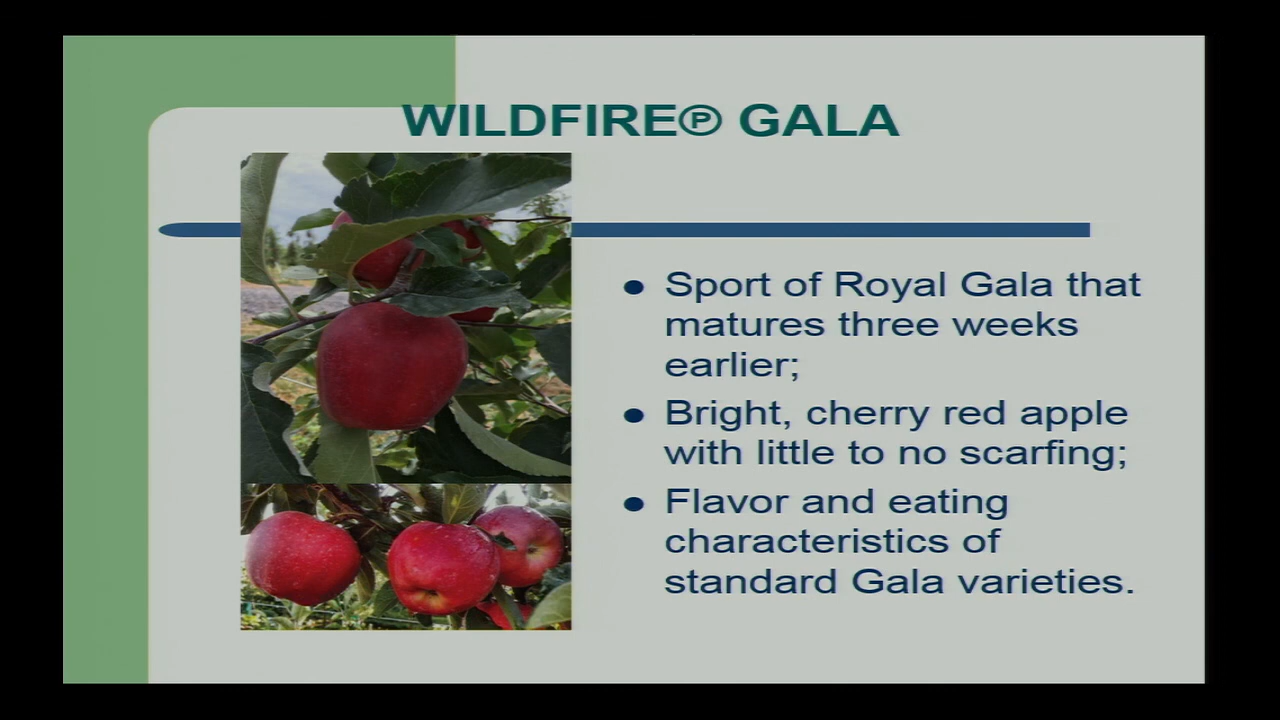 WILDFIRE℗ GALA
● Sport of Royal Gala that
matures three weeks
earlier;
● Bright, cherry red apple
with little to no scarfing;
● Flavor and eating
characteristics of
standard Gala varieties.